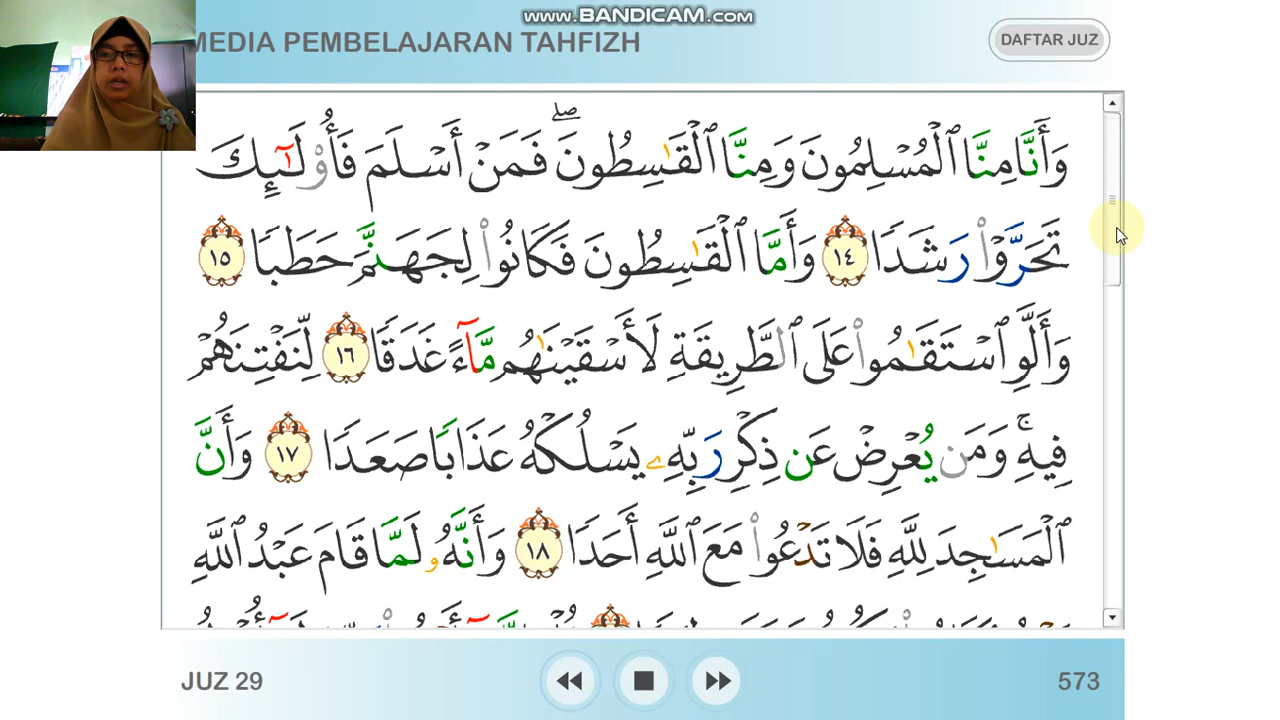 www.BANDICAM.com
MEDIA PEMBELAJARAN TAHFIZH
DAFTAR JUZ
وَأَنَّا مِنَّا ٱلْمُسْلِمُونَ وَمِنَّا ٱلْقَٰسِطُونَ ۖ فَمَنْ أَسْلَمَ فَأُو۟لَٰٓئِكَ
تَحَرَّوْا۟ رَشَدًا ١٤ وَأَمَّا ٱلْقَٰسِطُونَ فَكَانُوا۟ لِجَهَنَّمَ حَطَبًا ١٥
وَأَلَّوِ ٱسْتَقَٰمُوا۟ عَلَى ٱلطَّرِيقَةِ لَأَسْقَيْنَٰهُم مَّآءً غَدَقًا ١٦ لِّنَفْتِنَهُمْ
فِيهِ ۚ وَمَن يُعْرِضْ عَن ذِكْرِ رَبِّهِۦ يَسْلُكْهُ عَذَابًا صَعَدًا ١٧ وَأَنَّ
ٱلْمَسَٰجِدَ لِلَّهِ فَلَا تَدْعُوا۟ مَعَ ٱللَّهِ أَحَدًا ١٨ وَأَنَّهُۥ لَمَّا قَامَ عَبْدُ ٱللَّهِ
JUZ 29
573